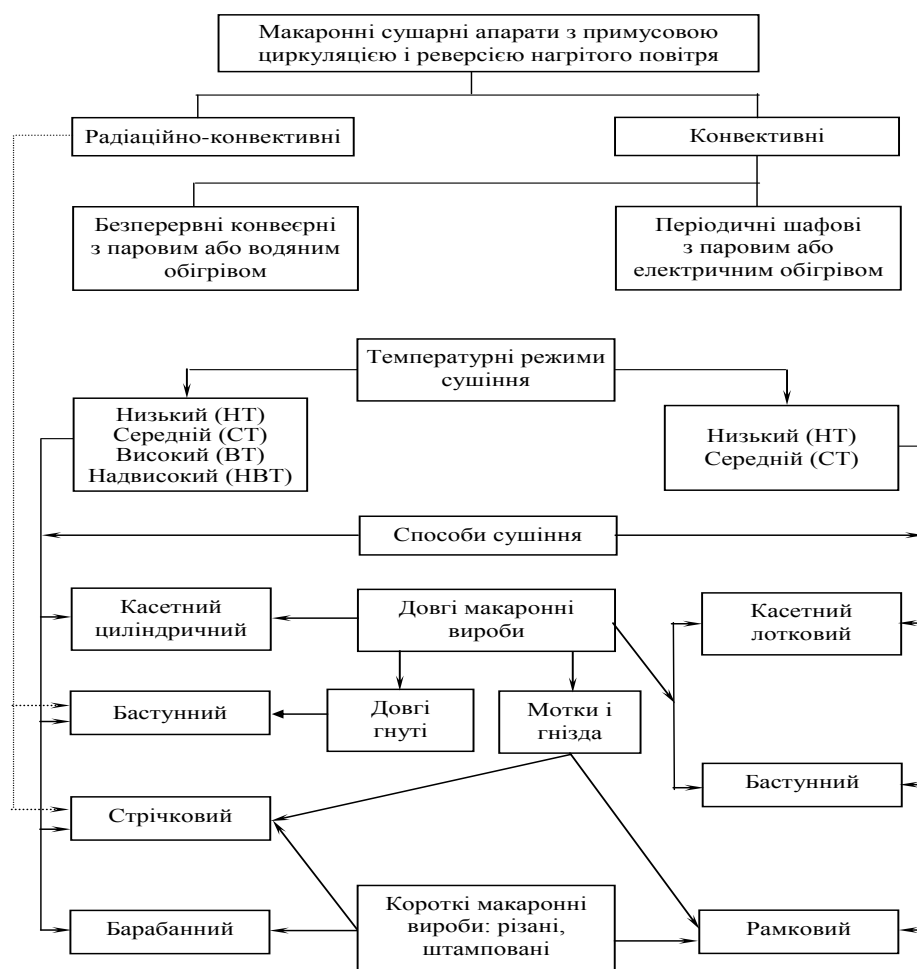 Макаронні сушарні апарати з примусовою
циркуляцією і реверсією нагрітого повітря
Радіаційно-конвективні
Конвективні
Безперервні конвеєрні
з паровим або водяним
обігрівом
Періодичні шафові
з паровим або
електричним обігрівом
Температурні режими
сушіння
Низький (НТ)
Середній (СТ)
Високий (ВТ)
Надвисокий (НВТ)
Низький (НТ)
Середній (СТ)
Способи сушіння
Касетний
циліндричний
Довгі макаронні
вироби
Касетний
лотковий
Бастунний
Довгі
гнуті
Мотки і
гнізда
Бастунний
Стрічковий
Барабанний
Короткі макаронні
вироби: різані,
штамповані
Рамковий